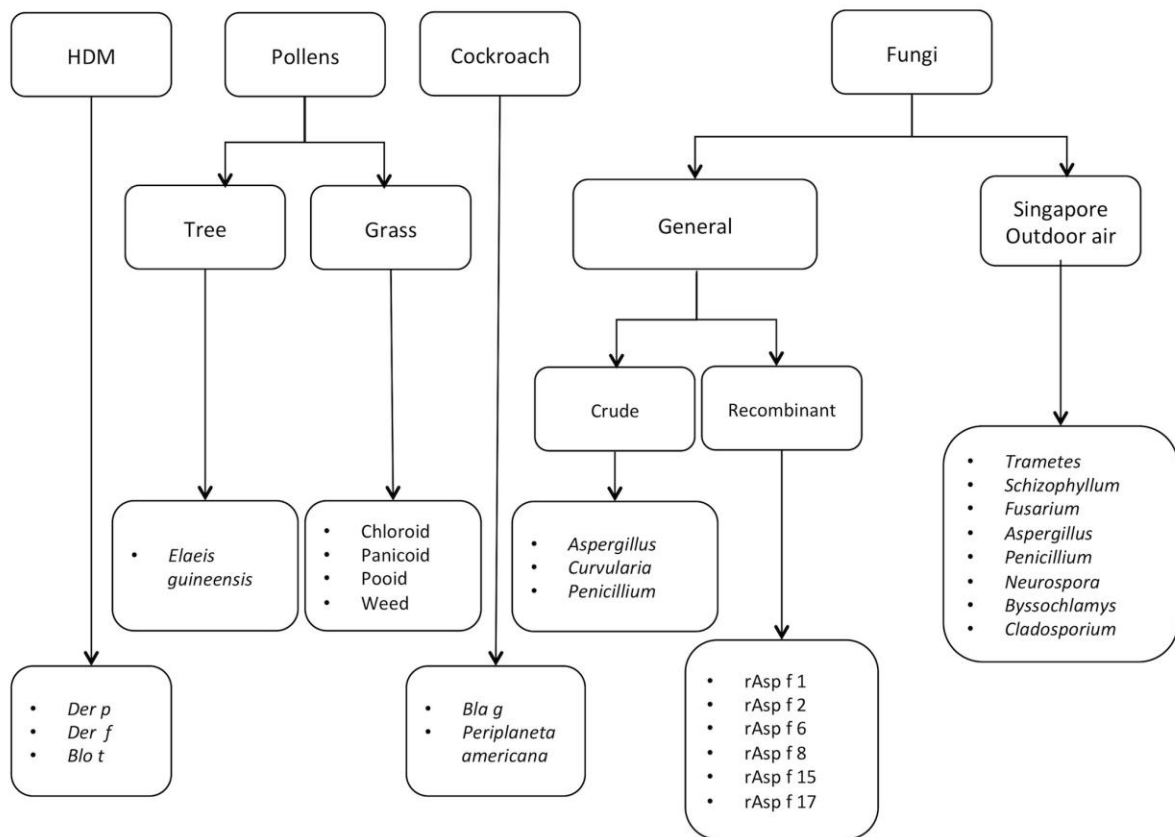 HDM
Pollens
Cockroach
Fungi
Tree
Grass
General
Singapore
Outdoor air
Crude
Recombinant
• Elaeis
guineensis
• Chloroid
• Panicoid
• Pooid
• Weed
• Aspergillus
• Curvularia
• Penicillium
• Trametes
• Schizophyllum
• Fusarium
• Aspergillus
• Penicillium
• Neurospora
• Byssochlamys
• Cladosporium
• Der p
• Der f
• Blo t
• Bla g
• Periplaneta
americana
• rAsp f 1
• rAsp f 2
• rAsp f 6
• rAsp f 8
• rAsp f 15
• rAsp f 17